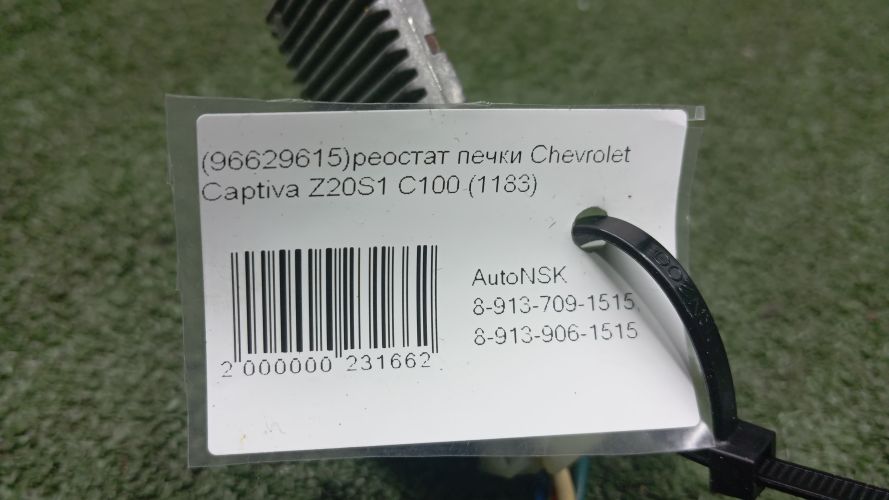 (96629615)реостат печки Chevrolet
Captiva Z20S1 C100 (1183)
AutoNSK
8-913-709-1515,
8-913-906-1515
2 000000 231662